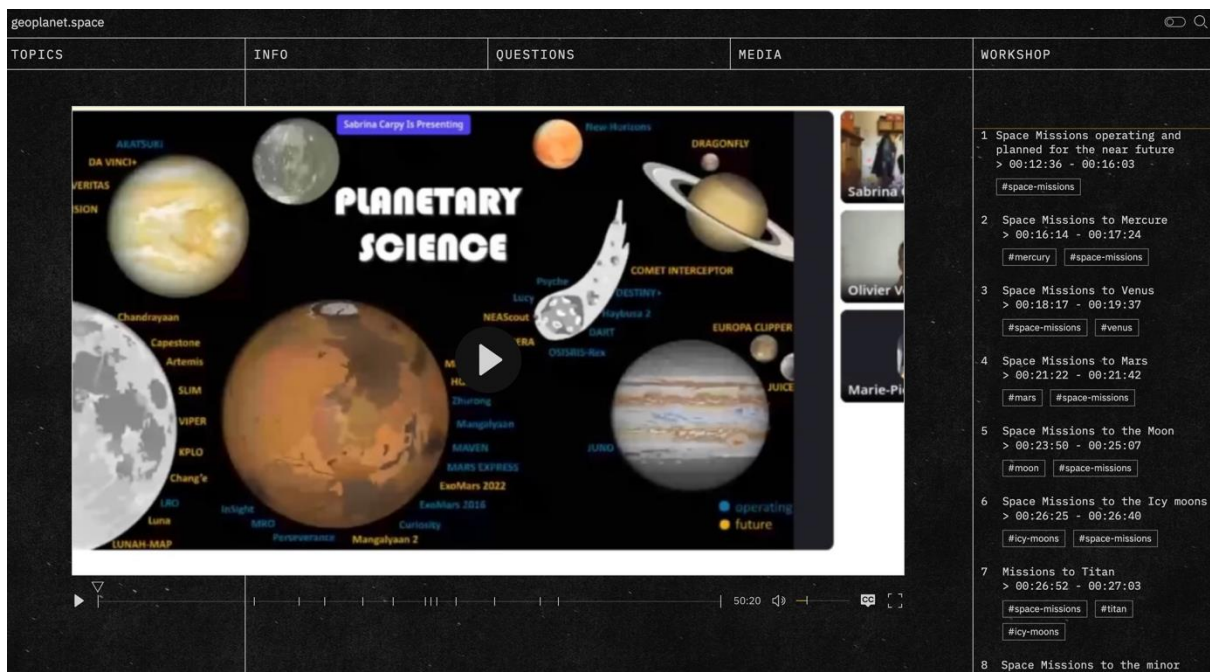 geoplanet.space
TOPICS
INFO
QUESTIONS
MEDIA
WORKSHOP
Sabrina Carpy Is Presenting
PLANETARY
SCIENCE
AKATSUKI
DA VINCI+
VERITAS
ISION
New Horizons
DRAGONFLY
COMET INTERCEPTOR
Psyche
DESTINY+
Lucy
Haybusa 2
NEAScout
DART
ERA
OSISRIS-Rex
EUROPA CLIPPER
JUICE
JUNO
Chandrayaan
Capestone
Artemis
SLIM
VIPER
KPLO
Chang'e
LRO
Luna
LUNAH-MAP
Zhurong
Mangalyaan
MAVEN
MARS EXPRESS
ExoMars 2022
ExoMars 2016
Curiosity
Mangalyaan 2
Perseverance
MRO
InSight
operating
future
Sabrina
Olivier V
Marie-Pi
50:20
CC
1 Space Missions operating and
planned for the near future
> 00:12:36 - 00:16:03
#space-missions
2 Space Missions to Mercure
> 00:16:14 - 00:17:24
#mercury #space-missions
3 Space Missions to Venus
> 00:18:17 - 00:19:37
#space-missions #venus
4 Space Missions to Mars
> 00:21:22 - 00:21:42
#mars #space-missions
5 Space Missions to the Moon
> 00:23:50 - 00:25:07
#moon #space-missions
6 Space Missions to the Icy moons
> 00:26:25 - 00:26:40
#icy-moons #space-missions
7 Missions to Titan
> 00:26:52 - 00:27:03
#space-missions #titan
#icy-moons
8 Space Missions to the minor